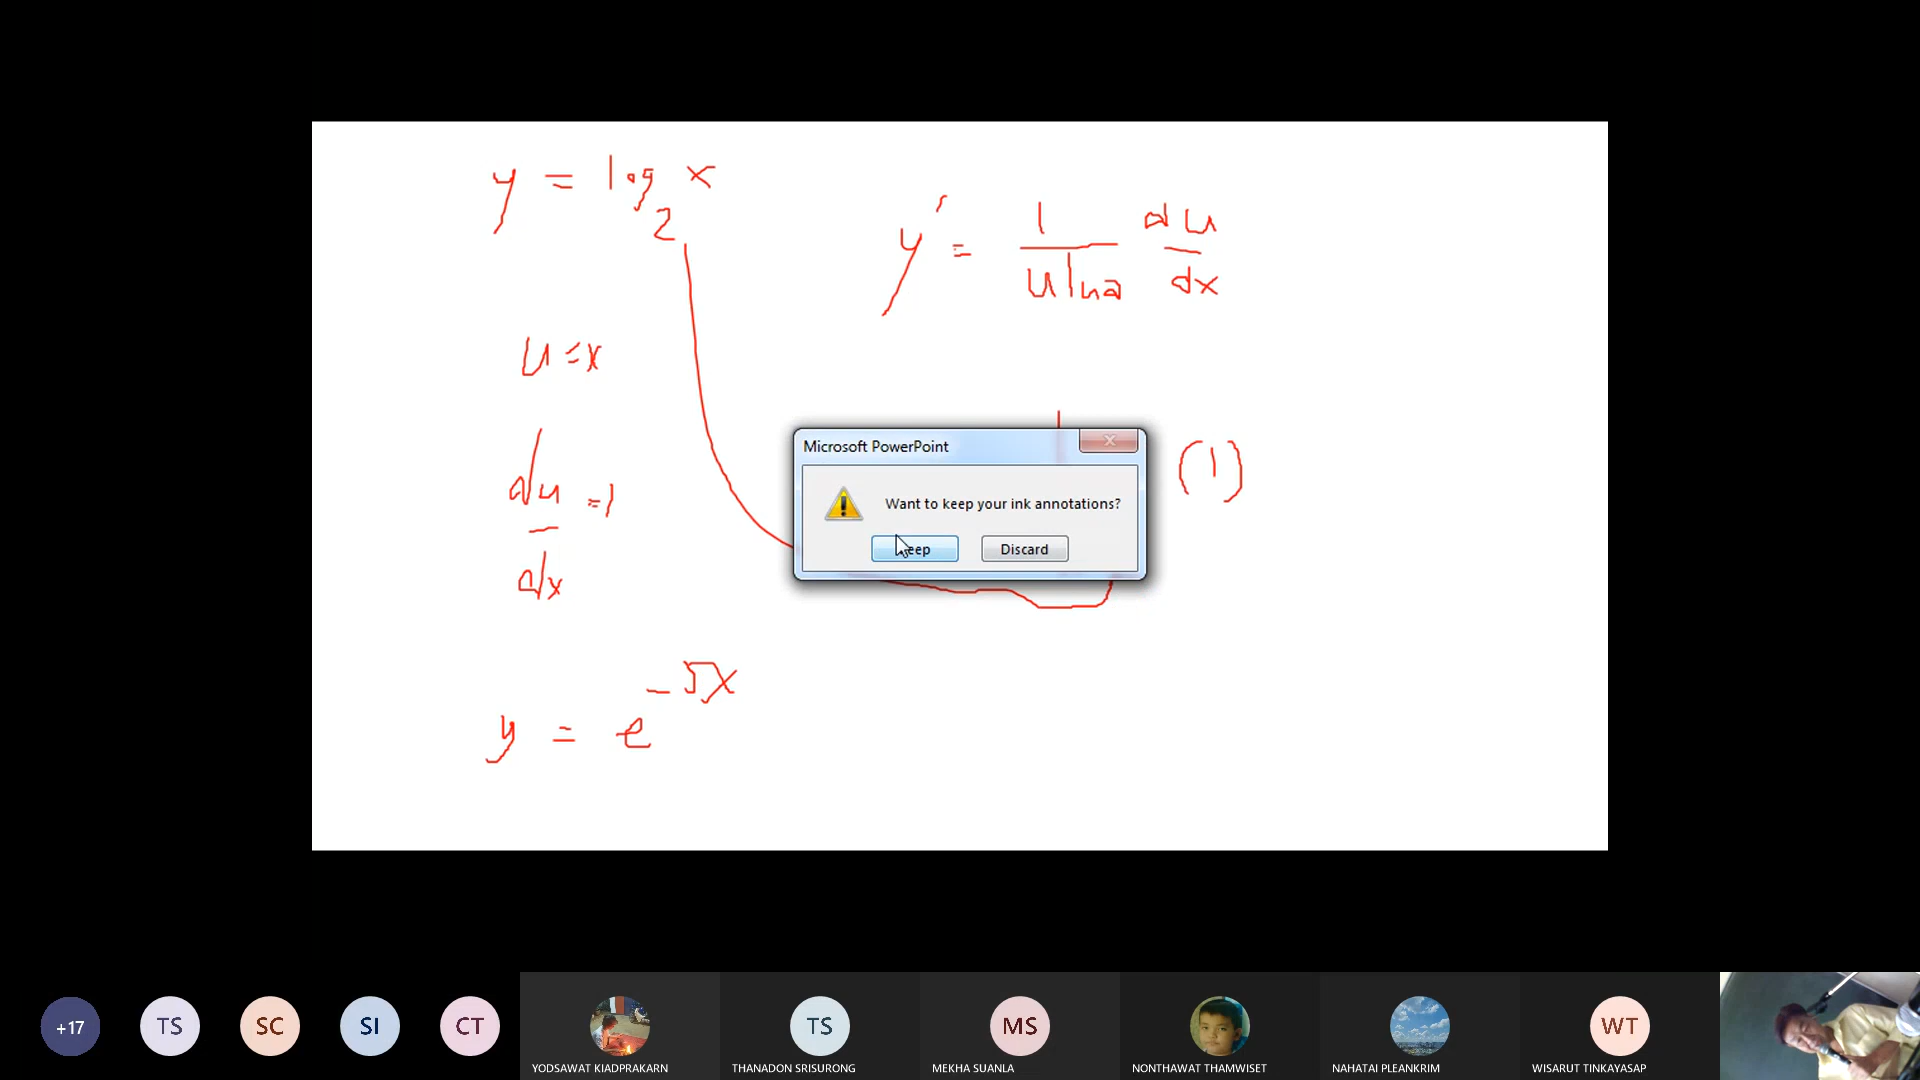 y = log₂ x
y' = 1/(u ln a) du/dx
u = x
(1)
du/dx = 1
Microsoft PowerPoint
Want to keep your ink annotations?
Keep Discard
y = e^(-5x)
+17 TS SC SI CT TS MS WT
YODSAWAT KIADPRAKARN THANADON SRISURONG MEKHA SUANLA NONTHAWAT THAMWISET NAHATAI PLEANKRIM WISARUT TINKAYASAP